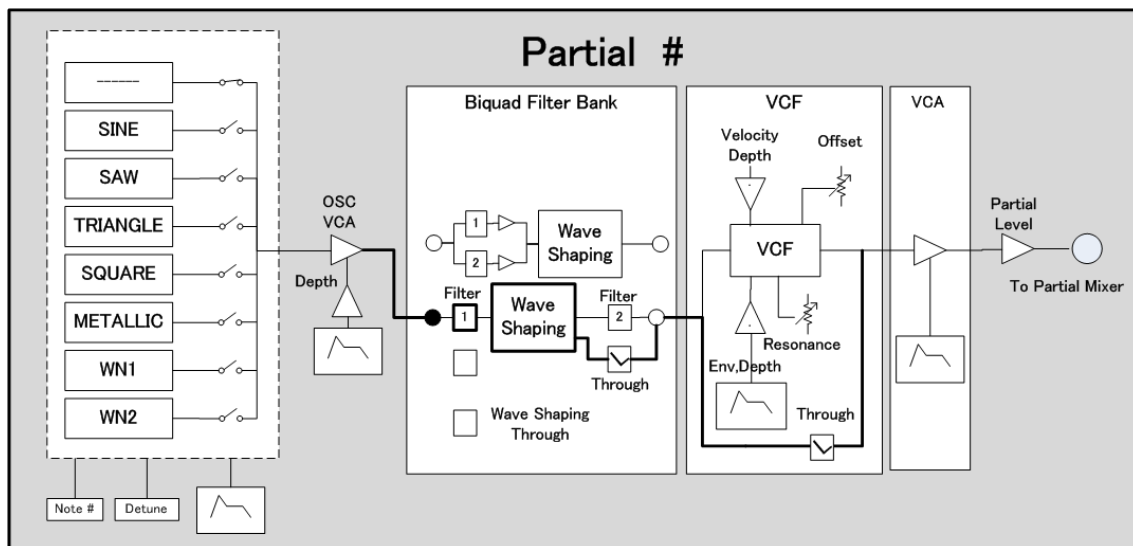 Partial #
------
SINE
SAW
TRIANGLE
SQUARE
METALLIC
WN1
WN2
Note #
Detune
OSC
VCA
Depth
Biquad Filter Bank
1
2
Wave
Shaping
Filter
1
Wave
Shaping
Filter
2
Through
Wave Shaping
Through
VCF
Velocity
Depth
Offset
VCF
Resonance
Env,Depth
Through
VCA
Partial
Level
To Partial Mixer